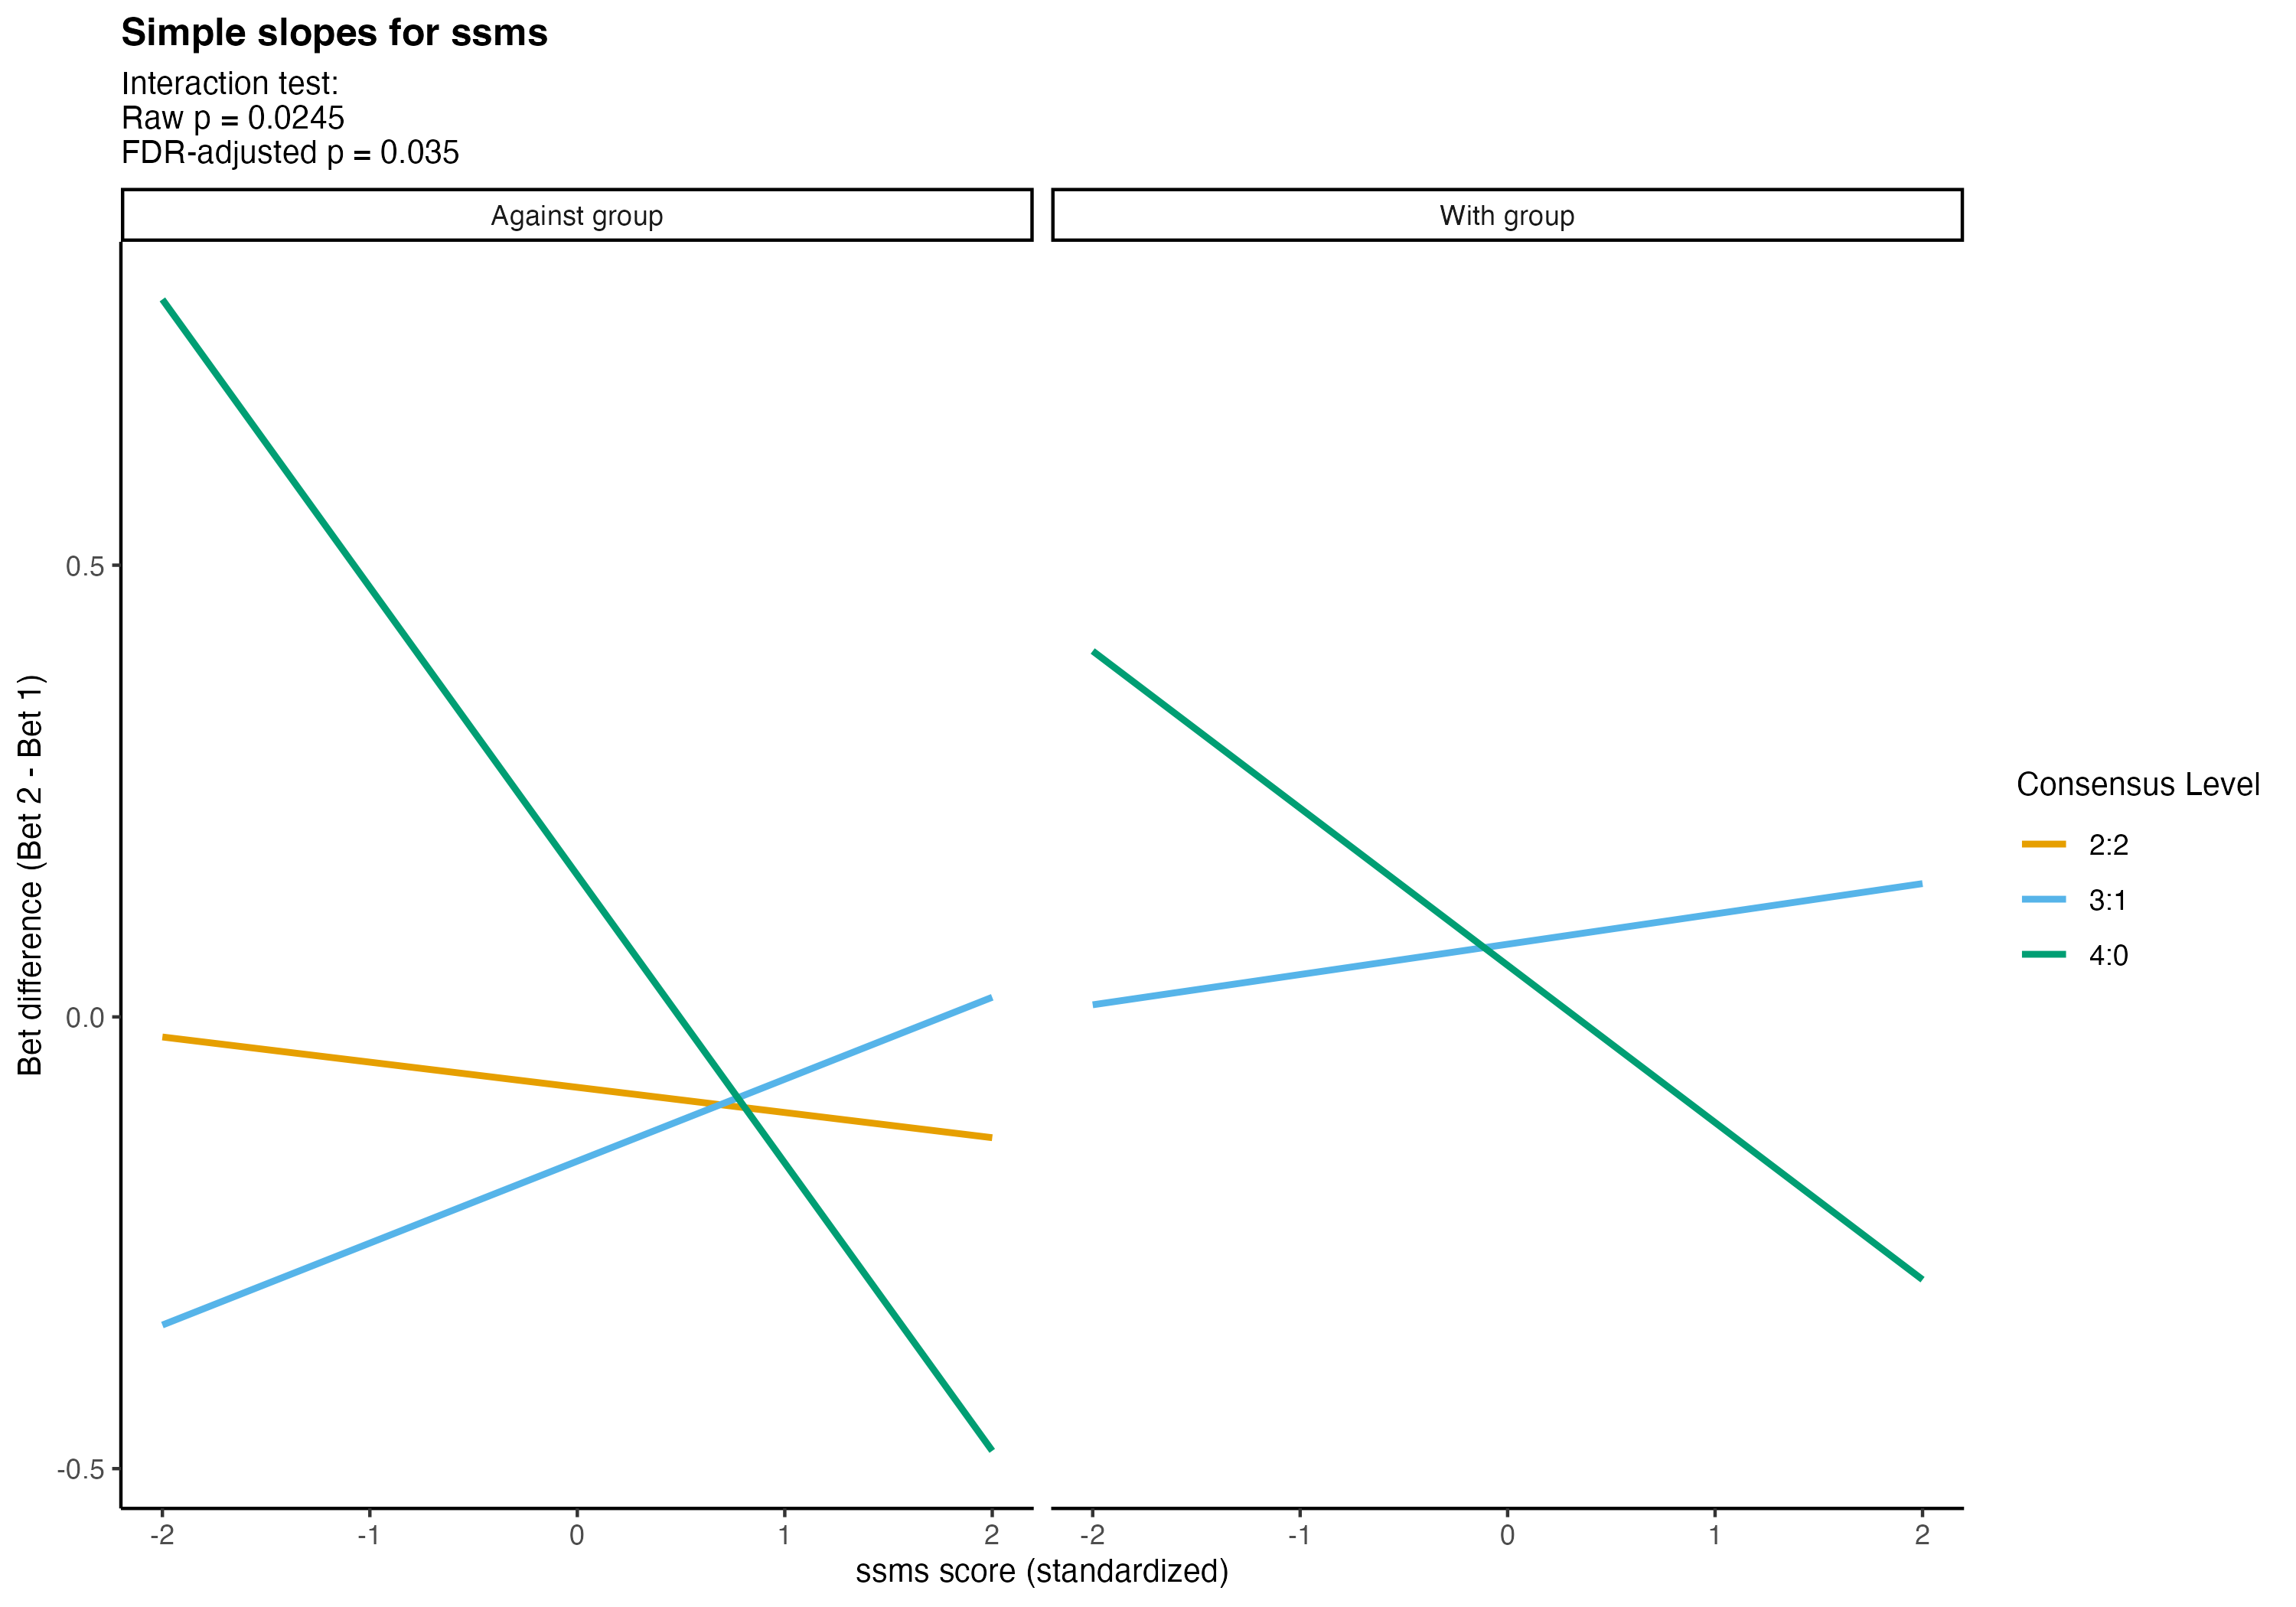 Simple slopes for ssms
Interaction test:
Raw p = 0.0245
FDR-adjusted p = 0.035
Against group
With group
Bet difference (Bet 2 - Bet 1)
0.5
0.0
-0.5
-2
-1
0
1
2
-2
-1
0
1
2
ssms score (standardized)
Consensus Level
2:2
3:1
4:0